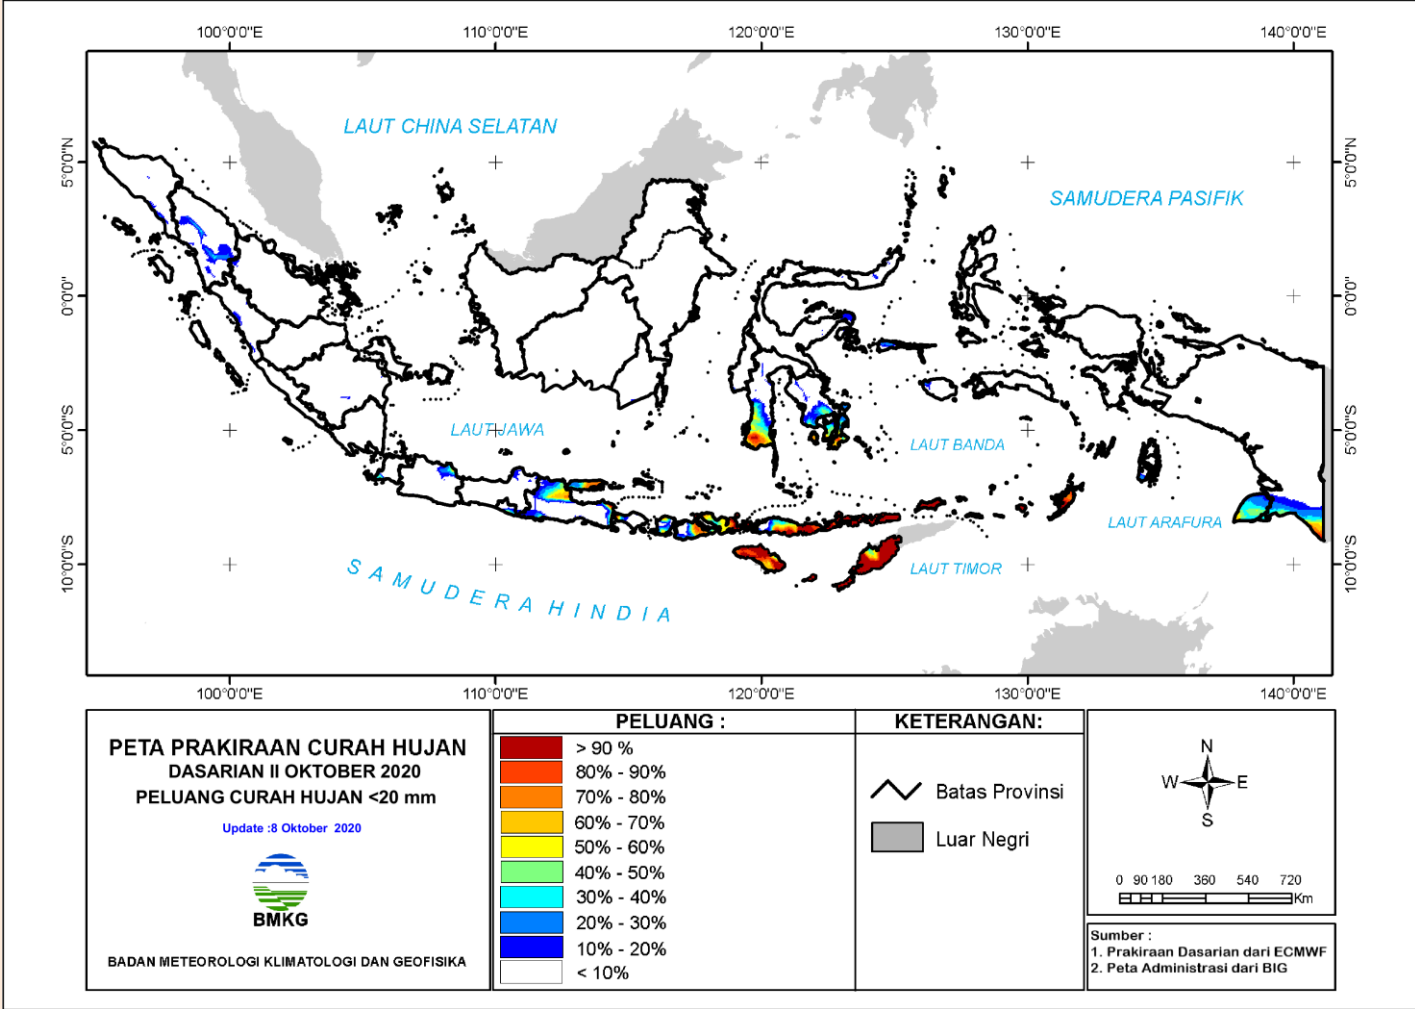 100°0'0"E 110°0'0"E 120°0'0"E 130°0'0"E 140°0'0"E
5°0'0"N 5°0'0"N
0°0'0" 0°0'0"
5°0'0"S 5°0'0"S
10°0'0"S 10°0'0"S
LAUT CHINA SELATAN
SAMUDERA PASIFIK
LAUT JAWA
LAUT BANDA
LAUT ARAFURA
LAUT TIMOR
SAMUDERA HINDIA
100°0'0"E 110°0'0"E 120°0'0"E 130°0'0"E 140°0'0"E
PETA PRAKIRAAN CURAH HUJAN
DASARIAN II OKTOBER 2020
PELUANG CURAH HUJAN <20 mm
Update :8 Oktober 2020
BMKG
BADAN METEOROLOGI KLIMATOLOGI DAN GEOFISIKA
PELUANG :
> 90 %
80% - 90%
70% - 80%
60% - 70%
50% - 60%
40% - 50%
30% - 40%
20% - 30%
10% - 20%
< 10%
KETERANGAN:
Batas Provinsi
Luar Negri
N
W E
S
0 90 180 360 540 720
Km
Sumber :
1. Prakiraan Dasarian dari ECMWF
2. Peta Administrasi dari BIG